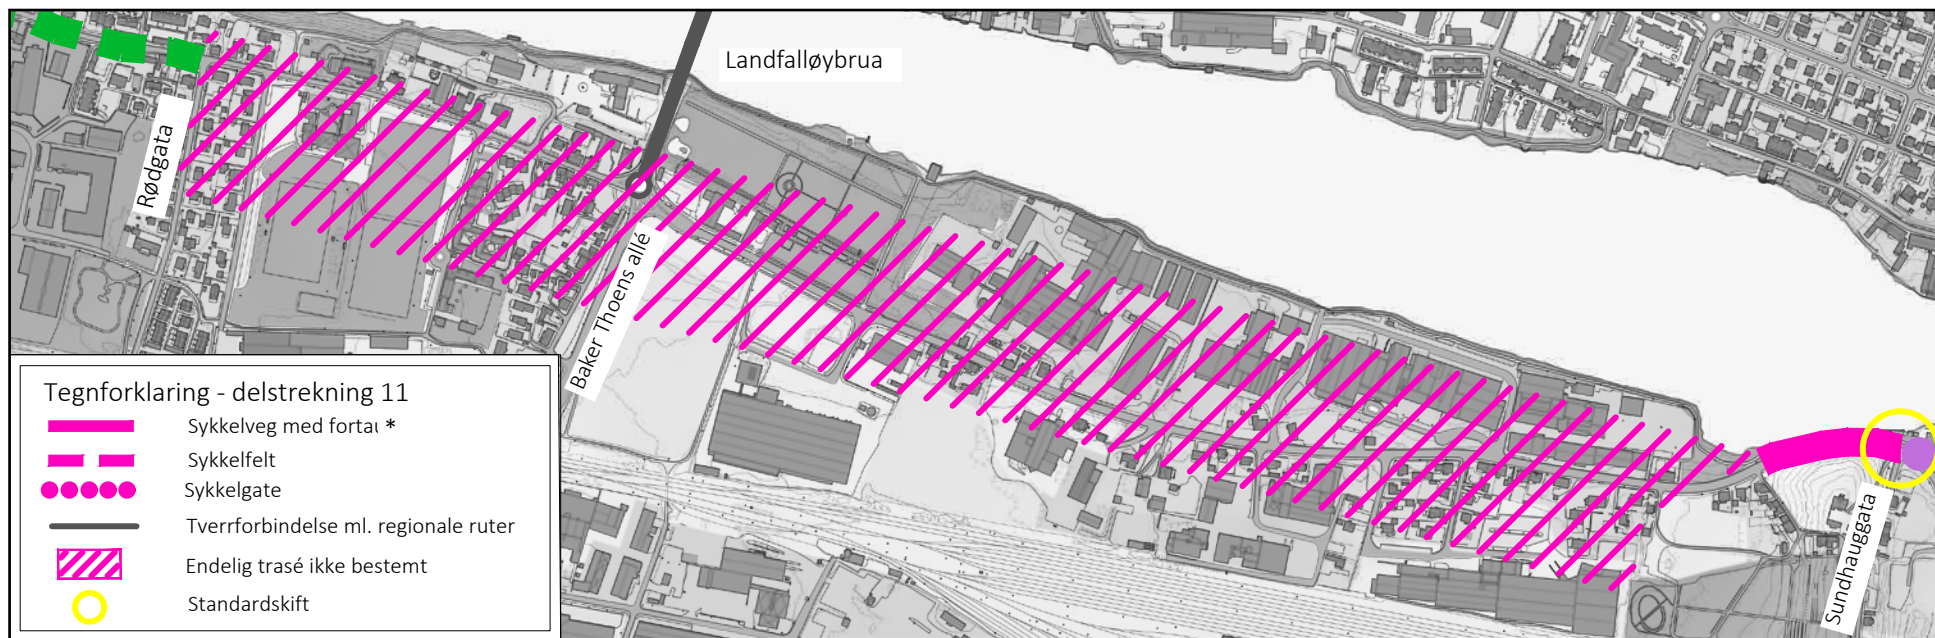 Landfalløybrua
Rødgata
Baker Thoens allé
Sundhauggata
Tegnforklaring - delstrekning 11
Sykkelveg med fortau *
Sykkelfelt
Sykkelgate
Tverrforbindelse ml. regionale ruter
Endelig trasé ikke bestemt
Standardskift